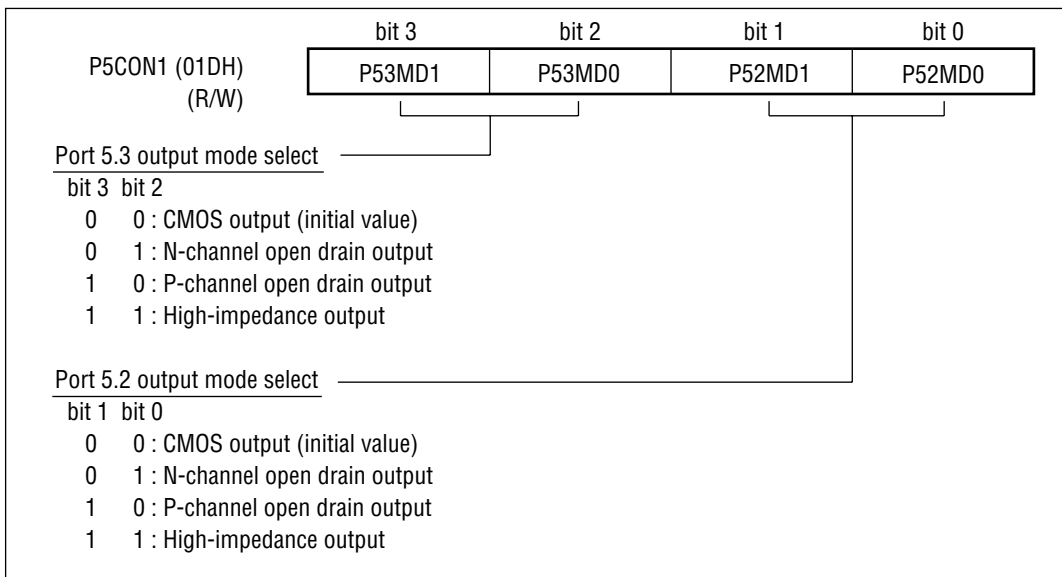 bit 3 bit 2 bit 1 bit 0
P5CON1 (01DH) P53MD1 P53MD0 P52MD1 P52MD0
(R/W)
Port 5.3 output mode select
bit 3 bit 2
0 0 : CMOS output (initial value)
0 1 : N-channel open drain output
1 0 : P-channel open drain output
1 1 : High-impedance output
Port 5.2 output mode select
bit 1 bit 0
0 0 : CMOS output (initial value)
0 1 : N-channel open drain output
1 0 : P-channel open drain output
1 1 : High-impedance output